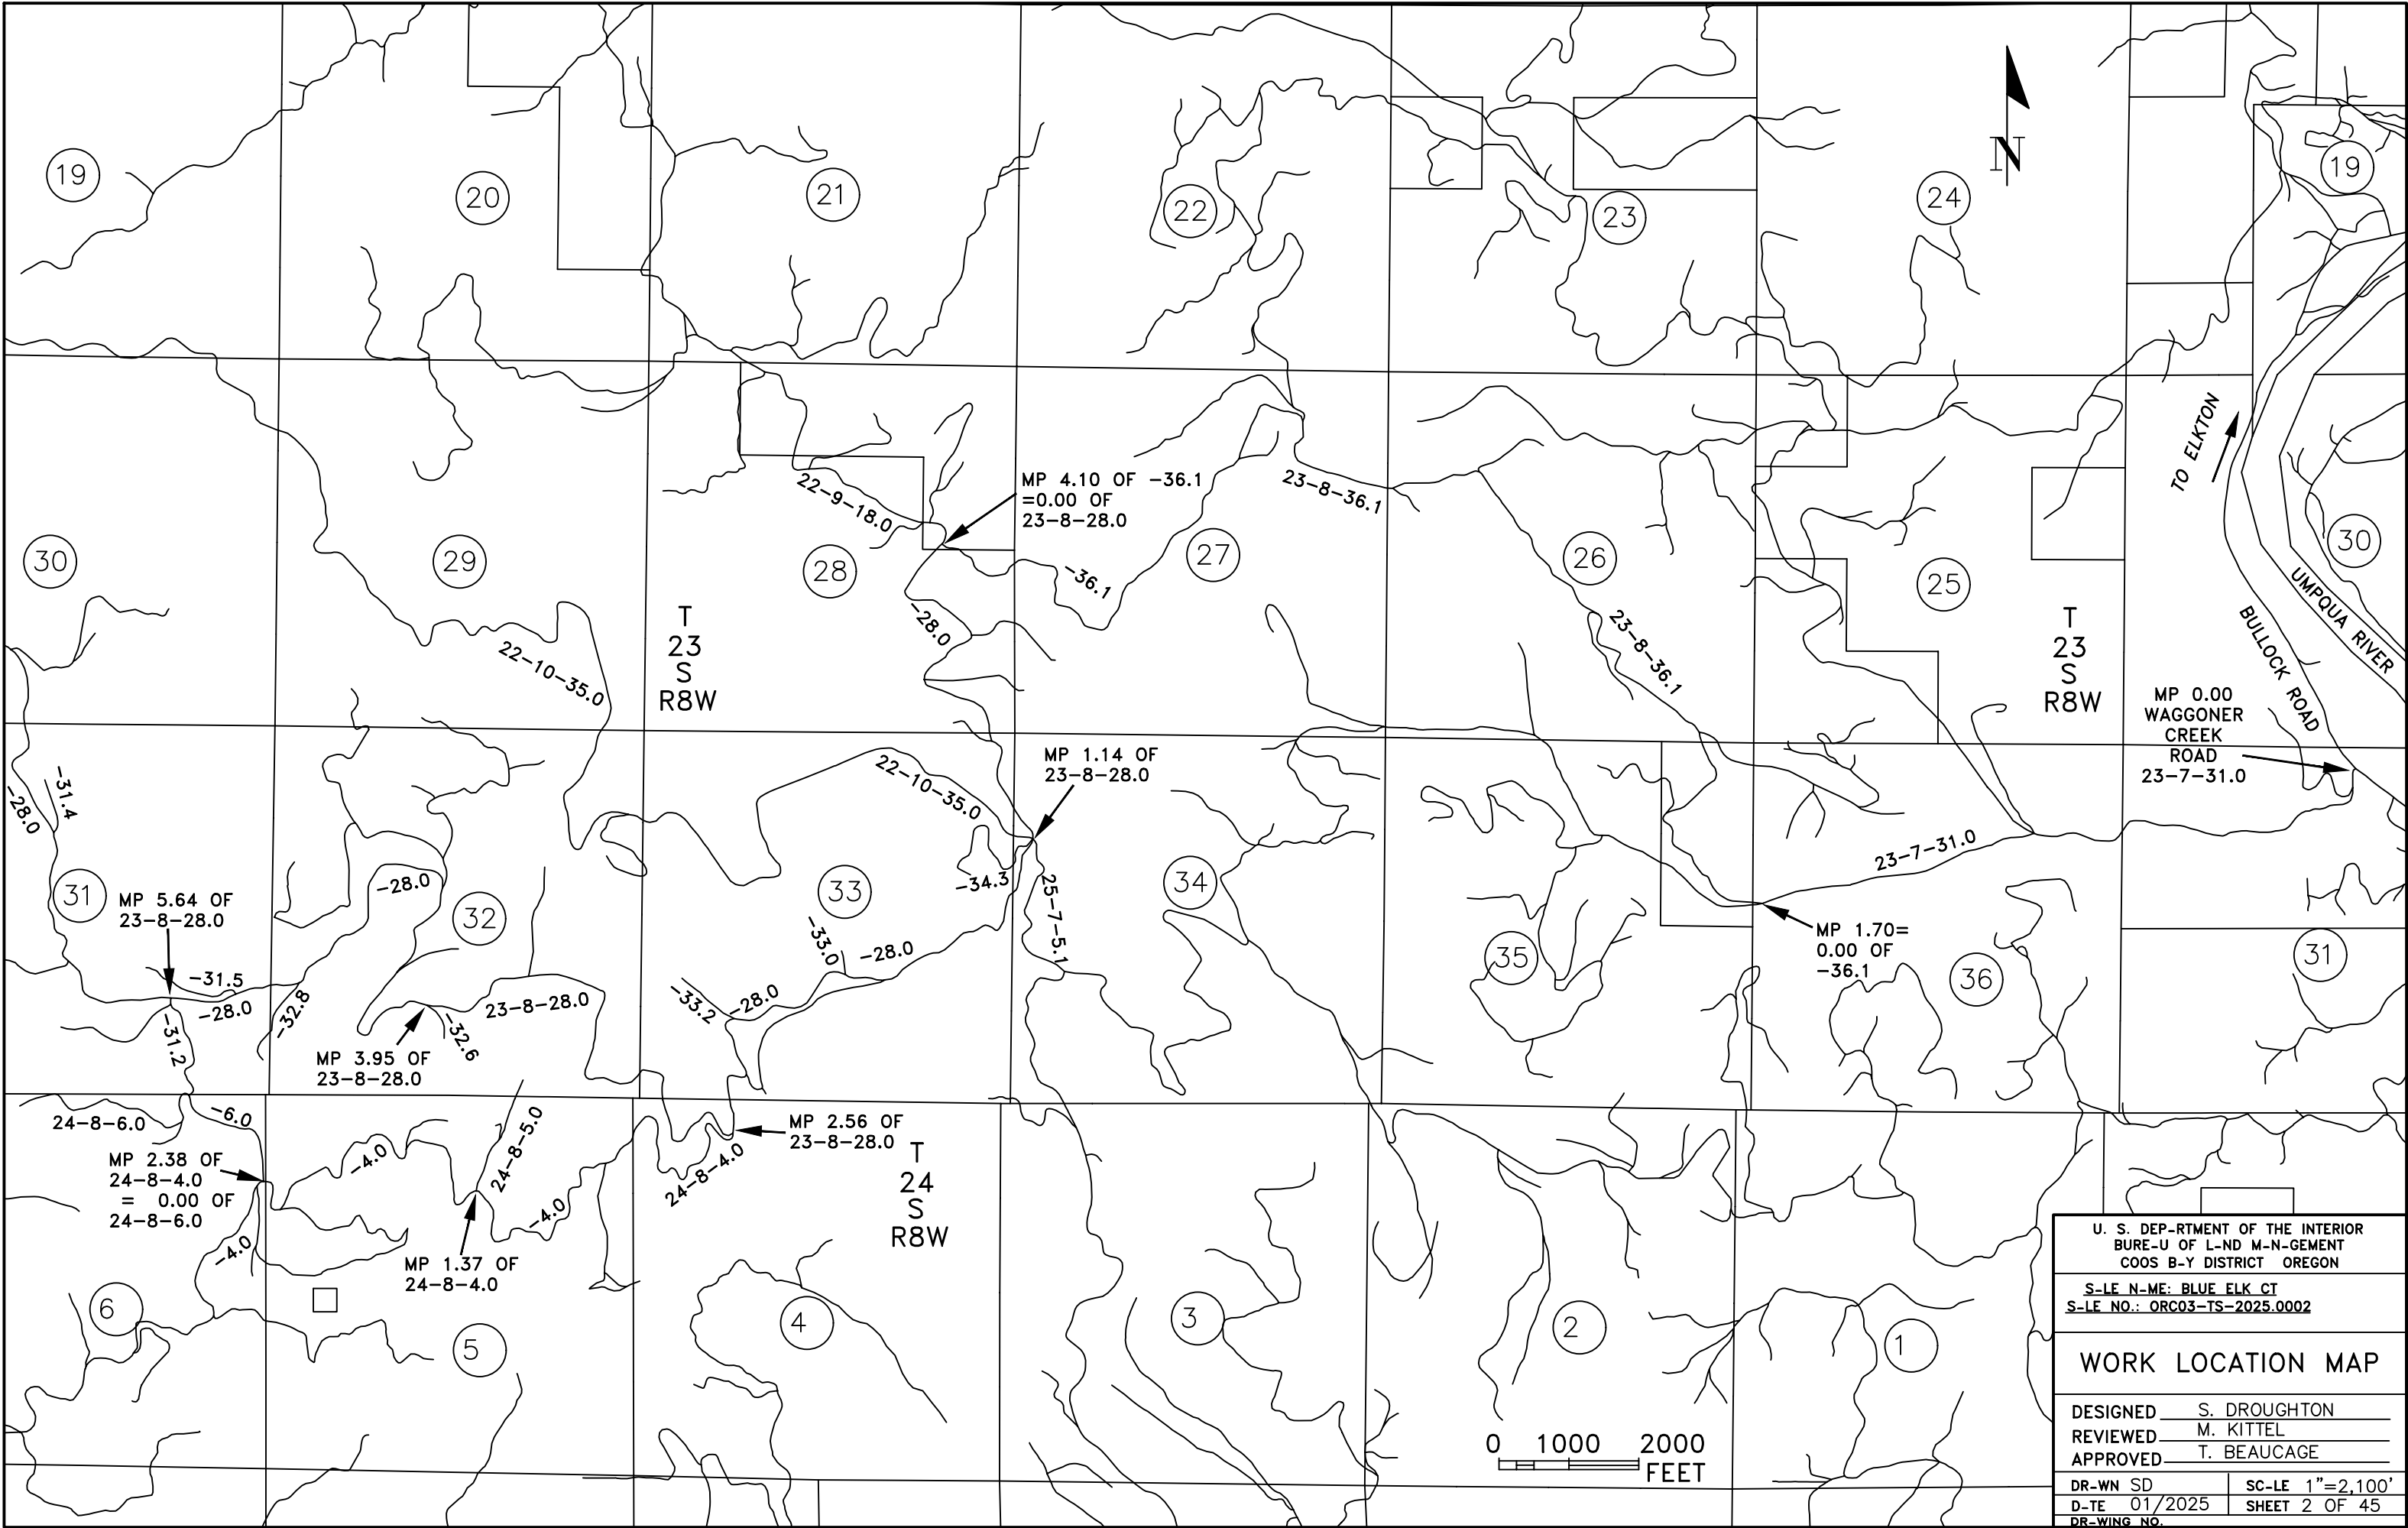 19
20
21
22
23
24
19
N
TO ELKTON
22-9-18.0
MP 4.10 OF -36.1
=0.00 OF
23-8-28.0
23-8-36.1
30
29
28
27
26
25
30
-36.1
-28.0
T
23
S
R8W
22-10-35.0
23-8-36.1
T
23
S
R8W
UMPQUA RIVER
BULLOCK ROAD
MP 0.00
WAGGONER
CREEK
ROAD
23-7-31.0
-31.4
-28.0
22-10-35.0
MP 1.14 OF
23-8-28.0
23-7-31.0
31
MP 5.64 OF
23-8-28.0
-28.0
32
33
-34.3
25-7-5.1
34
35
MP 1.70=
0.00 OF
-36.1
36
31
-33.0
-28.0
-31.5
-28.0
-32.8
23-8-28.0
-33.2
-28.0
-31.2
-32.6
MP 3.95 OF
23-8-28.0
24-8-6.0
-6.0
MP 2.56 OF
23-8-28.0
24-8-5.0
-4.0
24-8-4.0
T
24
S
R8W
MP 2.38 OF
24-8-4.0
= 0.00 OF
24-8-6.0
-4.0
-4.0
MP 1.37 OF
24-8-4.0
6
5
4
3
2
1
0 1000 2000
FEET
U. S. DEP-RTMENT OF THE INTERIOR
BURE-U OF L-ND M-N-GEMENT
COOS B-Y DISTRICT OREGON
S-LE N-ME: BLUE ELK CT
S-LE NO.: ORC03-TS-2025.0002
WORK LOCATION MAP
DESIGNED S. DROUGHTON
REVIEWED M. KITTEL
APPROVED T. BEAUCAGE
DR-WN SD SC-LE 1"=2,100'
D-TE 01/2025 SHEET 2 OF 45
DR-WING NO.